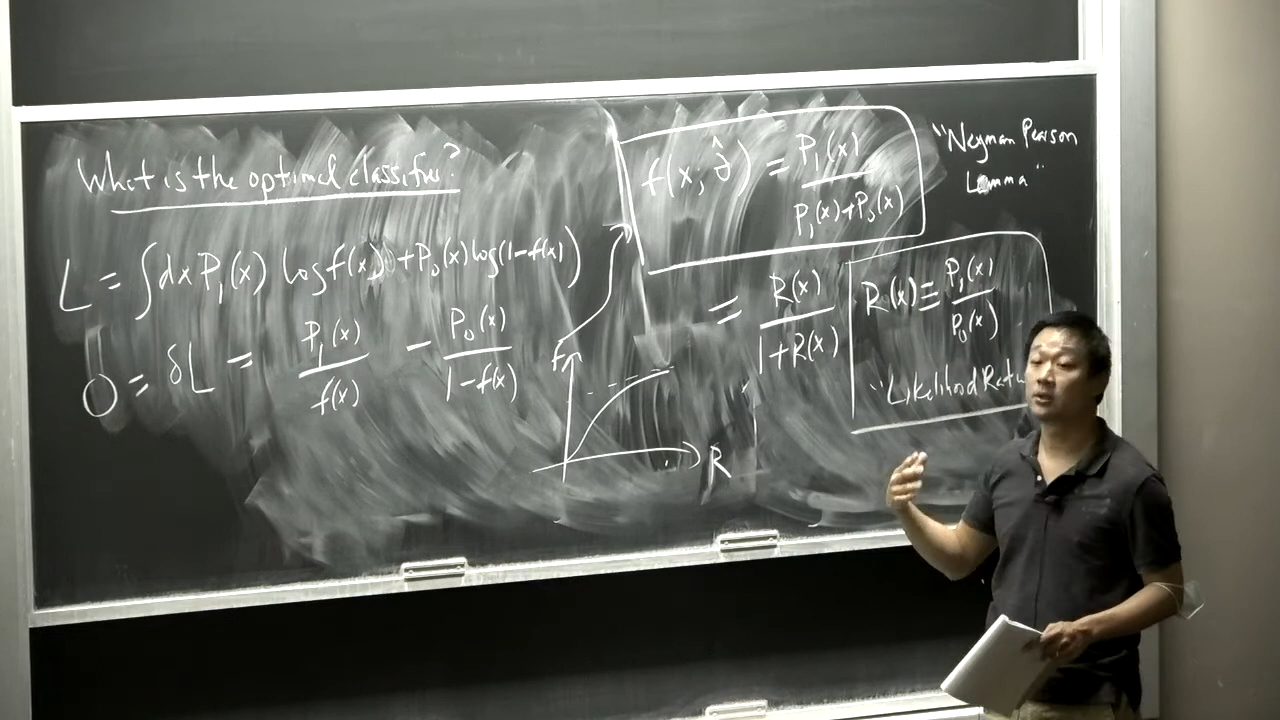 What is the optimal classifier?
L = ∫dx P₁(x) log f(x) + P₀(x) log(1-f(x))
0 = δL = P₁(x)/f(x) - P₀(x)/1-f(x)
f
R
f(x, ) = P₁(x)/P₁(x)+P₀(x)
= R(x)/1+R(x)
"Neyman Pearson
Lemma"
R(x) ≡ P₁(x)/P₀(x)
"Likelihood